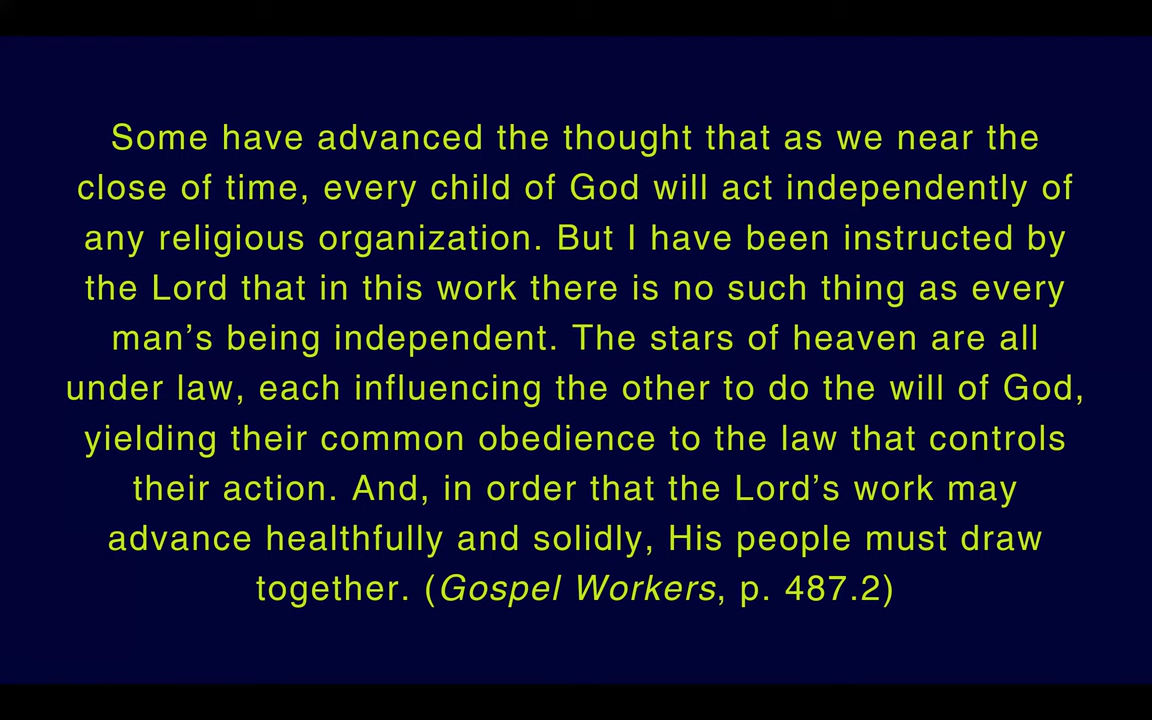 Some have advanced the thought that as we near the
close of time, every child of God will act independently of
any religious organization. But I have been instructed by
the Lord that in this work there is no such thing as every
man’s being independent. The stars of heaven are all
under law, each influencing the other to do the will of God,
yielding their common obedience to the law that controls
their action. And, in order that the Lord’s work may
advance healthfully and solidly, His people must draw
together. (Gospel Workers, p. 487.2)